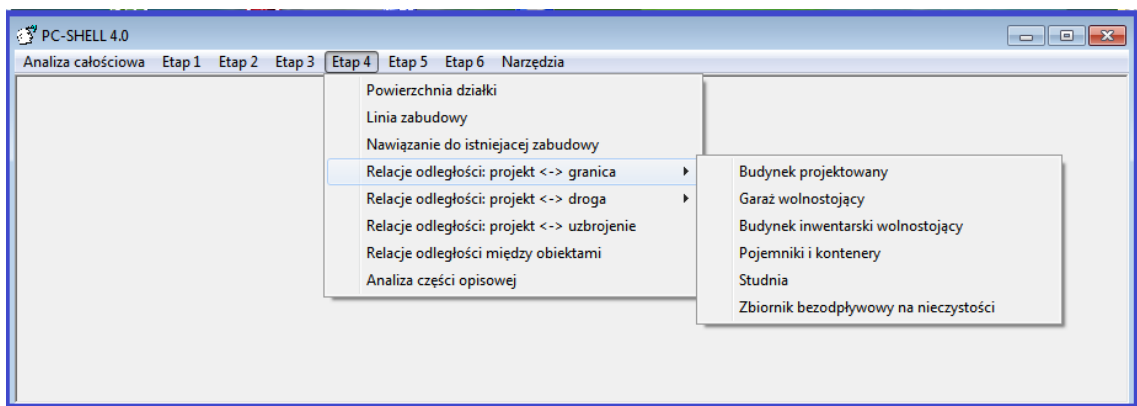 PC-SHELL 4.0
Analiza całościowa Etap 1 Etap 2 Etap 3 Etap 4 Etap 5 Etap 6 Narzędzia
Powierzchnia działki
Linia zabudowy
Nawiązanie do istniejacej zabudowy
Relacje odległości: projekt <-> granica
Relacje odległości: projekt <-> droga
Relacje odległości: projekt <-> uzbrojenie
Relacje odległości między obiektami
Analiza części opisowej
Budynek projektowany
Garaż wolnostojący
Budynek inwentarski wolnostojący
Pojemniki i kontenery
Studnia
Zbiornik bezodpływowy na nieczystości